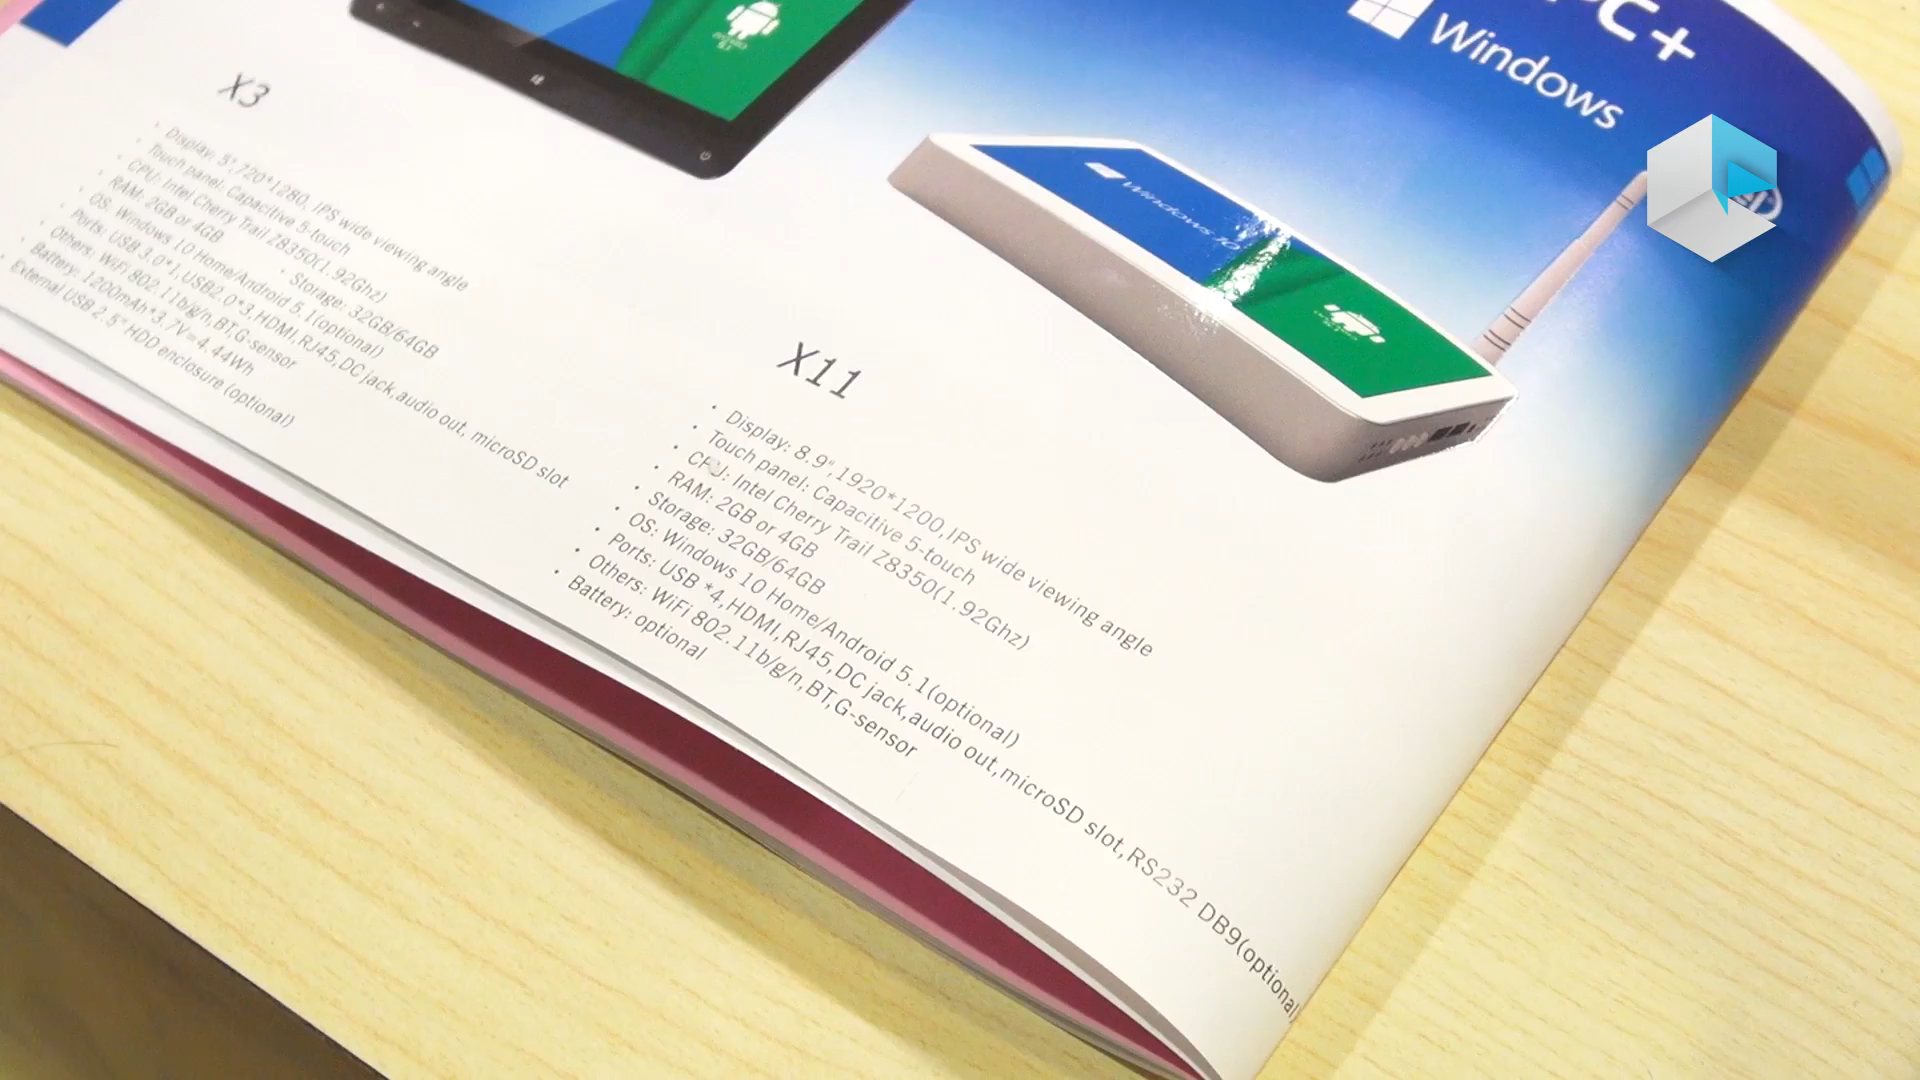 PC+
Windows
Windows 10
X3
· Display: 5",720*1280, IPS wide viewing angle
· Touch panel: Capacitive 5-touch
· CPU: Intel Cherry Trail Z8350(1.92Ghz)
· RAM: 2GB or 4GB · Storage: 32GB/64GB
· OS: Windows 10 Home/Android 5.1(optional)
· Ports: USB 3.0*1,USB2.0*3,HDMI,RJ45,DC jack,audio out, microSD slot
· Others: WiFi 802.11b/g/n,BT,G-sensor
· Battery: 1200mAh*3.7V=4.44Wh
· External USB 2.5" HDD enclosure (optional)
X11
· Display: 8.9",1920*1200,IPS wide viewing angle
· Touch panel: Capacitive 5-touch
· CPU: Intel Cherry Trail Z8350(1.92Ghz)
· RAM: 2GB or 4GB
· Storage: 32GB/64GB
· OS: Windows 10 Home/Android 5.1(optional)
· Ports: USB *4,HDMI,RJ45,DC jack,audio out,microSD slot,RS232 DB9(optional)
· Others: WiFi 802.11b/g/n,BT,G-sensor
· Battery: optional